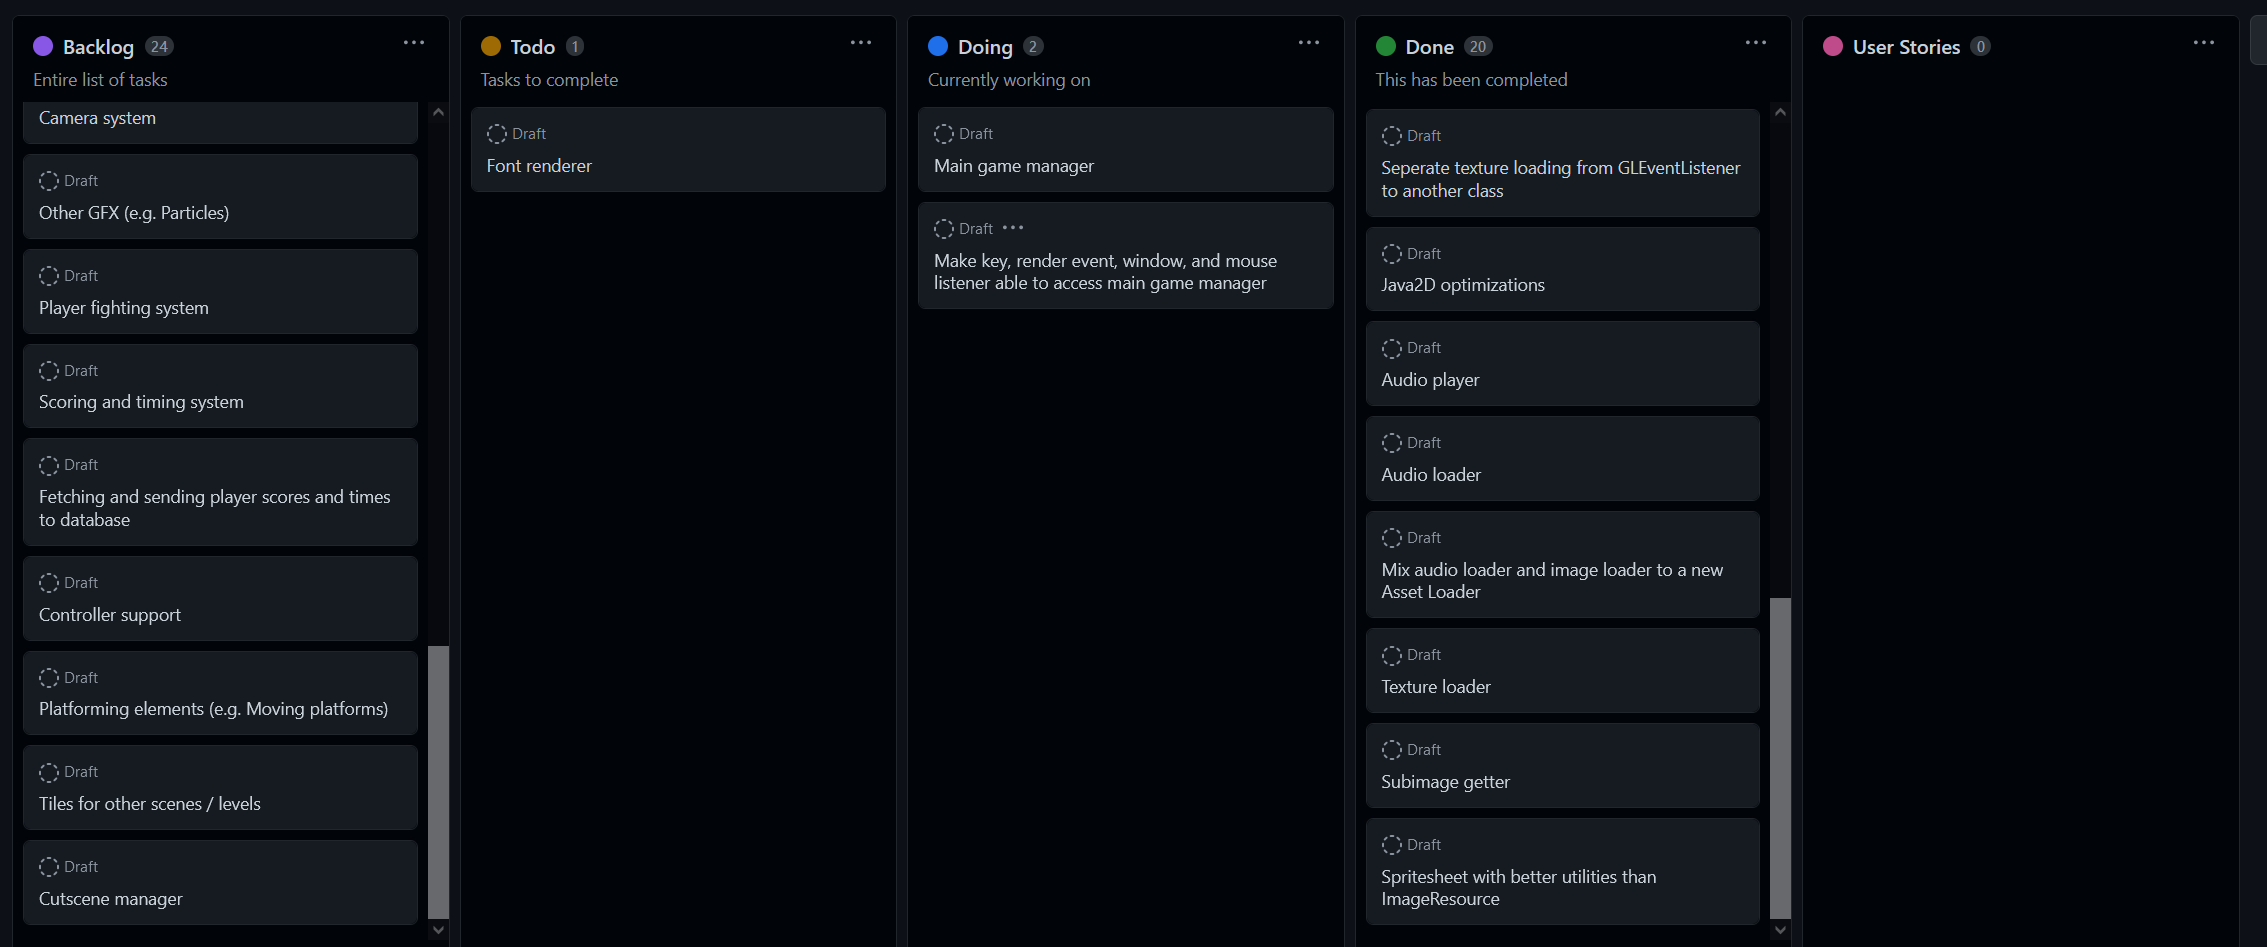 Backlog 24
Entire list of tasks
Camera system
Draft
Other GFX (e.g. Particles)
Draft
Player fighting system
Draft
Scoring and timing system
Draft
Fetching and sending player scores and times
to database
Draft
Controller support
Draft
Platforming elements (e.g. Moving platforms)
Draft
Tiles for other scenes / levels
Draft
Cutscene manager
Todo 1
Tasks to complete
Draft
Font renderer
Doing 2
Currently working on
Draft
Main game manager
Draft
Make key, render event, window, and mouse
listener able to access main game manager
Done 20
This has been completed
Draft
Seperate texture loading from GLEventListener
to another class
Draft
Java2D optimizations
Draft
Audio player
Draft
Audio loader
Draft
Mix audio loader and image loader to a new
Asset Loader
Draft
Texture loader
Draft
Subimage getter
Draft
Spritesheet with better utilities than
ImageResource
User Stories 0